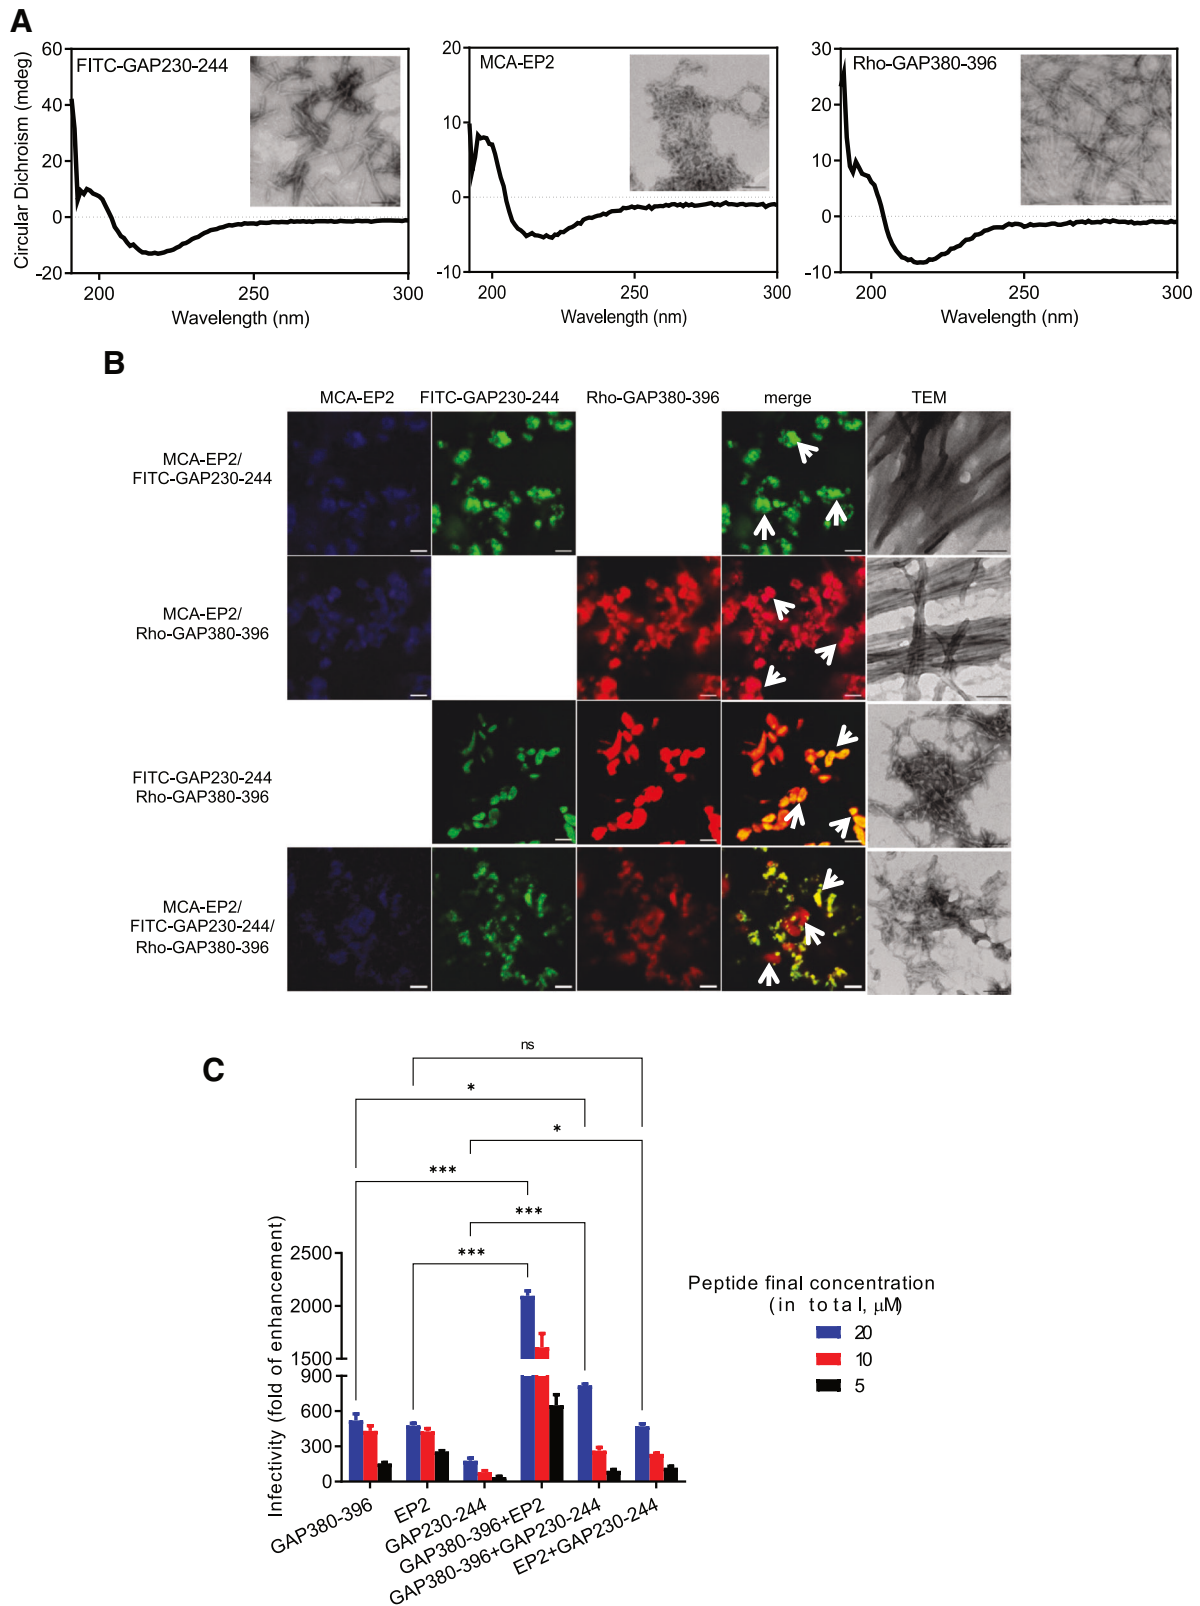 A
FITC-GAP230-244
MCA-EP2
Rho-GAP380-396
Circular Dichroism (mdeg)
60
40
20
0
-20
200
250
300
Wavelength (nm)
20
10
0
-10
200
250
300
Wavelength (nm)
30
20
10
0
-10
200
250
300
Wavelength (nm)
B
MCA-EP2
FITC-GAP230-244
Rho-GAP380-396
merge
TEM
MCA-EP2/
FITC-GAP230-244
MCA-EP2/
Rho-GAP380-396
FITC-GAP230-244
Rho-GAP380-396
MCA-EP2/
FITC-GAP230-244/
Rho-GAP380-396
C
ns
*
*
***
***
***
Infectivity (fold of enhancement)
2500
2000
1500
900
600
300
0
GAP380-396
EP2
GAP230-244
GAP380-396+EP2
GAP380-396+GAP230-244
EP2+GAP230-244
Peptide final concentration
(in total, μM)
20
10
5